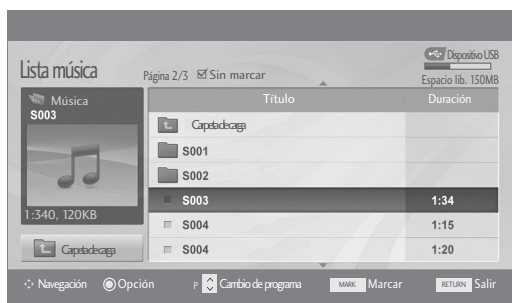 Dispositivo USB
Lista música
Página 2/3 Sin marcar
Espacio lib. 150MB
Música
S003
Título Duración
Carpeta de carga
S001
S002
S003 1:34
S004 1:15
S004 1:20
1:340, 120KB
Carpeta de carga
Navegación Opción P Cambio de programa MARK Marcar RETURN Salir